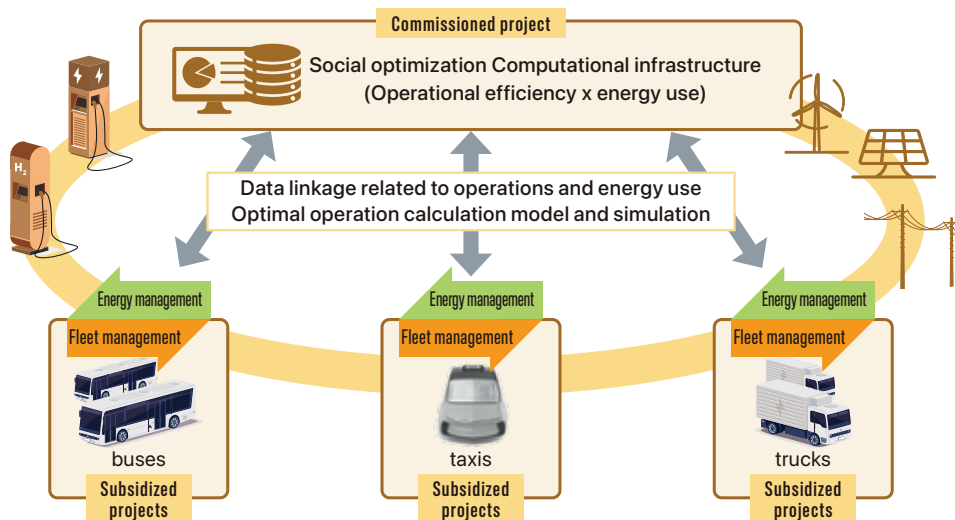 Commissioned project
Social optimization Computational infrastructure
(Operational efficiency x energy use)
H2
Data linkage related to operations and energy use
Optimal operation calculation model and simulation
Energy management
Fleet management
buses
Subsidized
projects
Energy management
Fleet management
taxis
Subsidized
projects
Energy management
Fleet management
trucks
Subsidized
projects